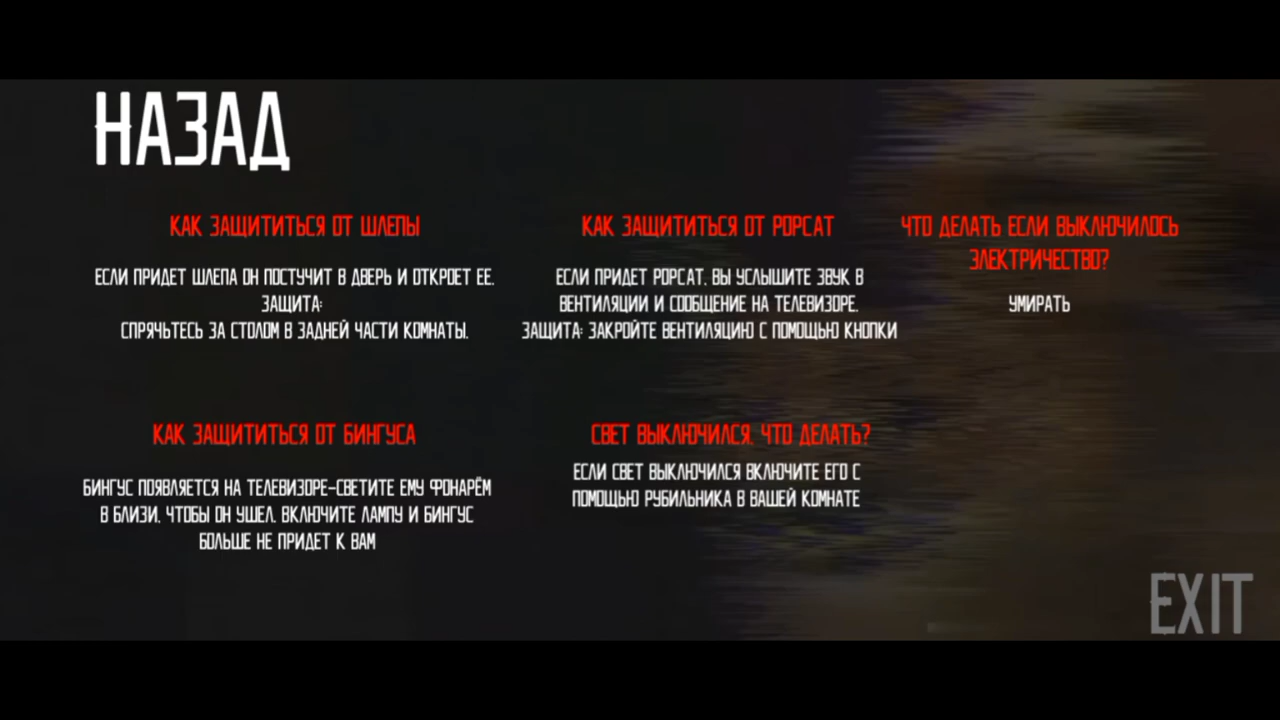 НАЗАД
КАК ЗАЩИТИТЬСЯ ОТ ШЛЕПЫ
ЕСЛИ ПРИДЕТ ШЛЕПА ОН ПОСТУЧИТ В ДВЕРЬ И ОТКРОЕТ ЕЕ.
ЗАЩИТА:
СПРЯЧЬТЕСЬ ЗА СТОЛОМ В ЗАДНЕЙ ЧАСТИ КОМНАТЫ.
КАК ЗАЩИТИТЬСЯ ОТ POPCAT
ЕСЛИ ПРИДЕТ POPCAT, ВЫ УСЛЫШИТЕ ЗВУК В
ВЕНТИЛЯЦИИ И СООБЩЕНИЕ НА ТЕЛЕВИЗОРЕ.
ЗАЩИТА: ЗАКРОЙТЕ ВЕНТИЛЯЦИЮ С ПОМОЩЬЮ КНОПКИ
ЧТО ДЕЛАТЬ ЕСЛИ ВЫКЛЮЧИЛОСЬ
ЭЛЕКТРИЧЕСТВО?
УМИРАТЬ
КАК ЗАЩИТИТЬСЯ ОТ БИНГУСА
БИНГУС ПОЯВЛЯЕТСЯ НА ТЕЛЕВИЗОРЕ-СВЕТИТЕ ЕМУ ФОНАРЁМ
В БЛИЗИ, ЧТОБЫ ОН УШЕЛ. ВКЛЮЧИТЕ ЛАМПУ И БИНГУС
БОЛЬШЕ НЕ ПРИДЕТ К ВАМ
СВЕТ ВЫКЛЮЧИЛСЯ, ЧТО ДЕЛАТЬ?
ЕСЛИ СВЕТ ВЫКЛЮЧИЛСЯ ВКЛЮЧИТЕ ЕГО С
ПОМОЩЬЮ РУБИЛЬНИКА В ВАШЕЙ КОМНАТЕ
EXIT